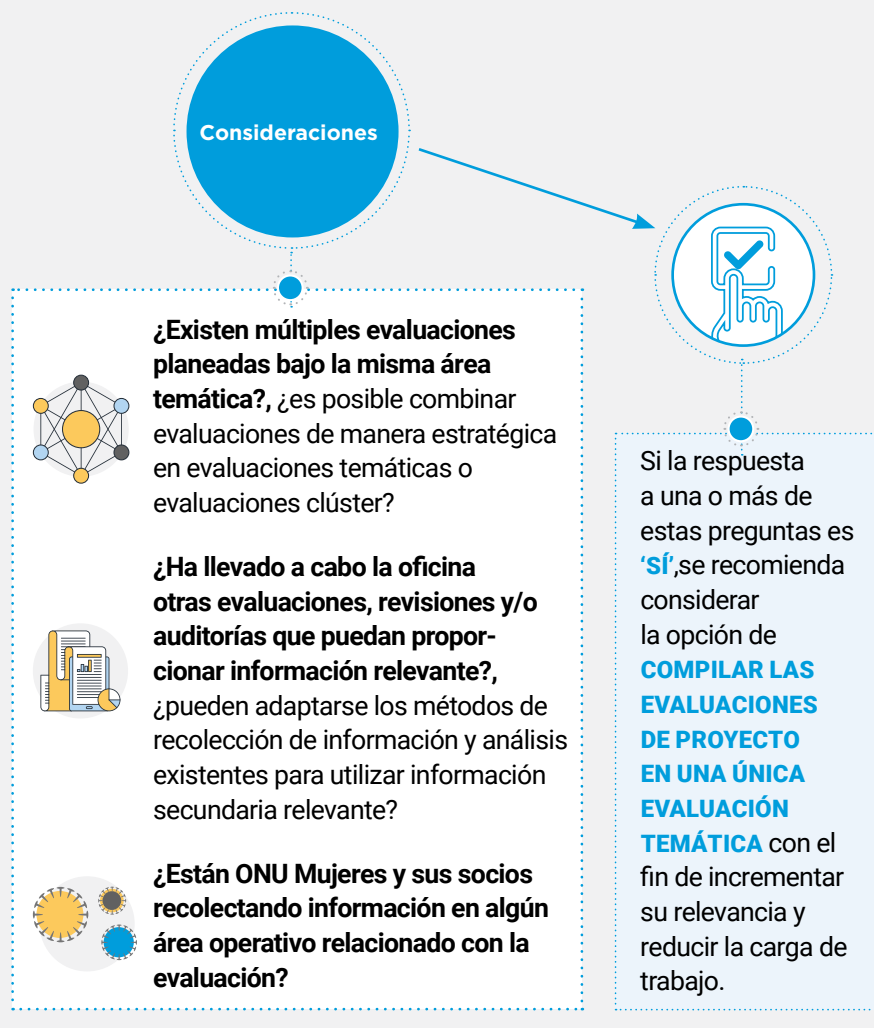 Consideraciones
¿Existen múltiples evaluaciones
planeadas bajo la misma área
temática?, ¿es posible combinar
evaluaciones de manera estratégica
en evaluaciones temáticas o
evaluaciones clúster?
¿Ha llevado a cabo la oficina
otras evaluaciones, revisiones y/o
auditorías que puedan propor-
cionar información relevante?,
¿pueden adaptarse los métodos de
recolección de información y análisis
existentes para utilizar información
secundaria relevante?
¿Están ONU Mujeres y sus socios
recolectando información en algún
área operativo relacionado con la
evaluación?
Si la respuesta
a una o más de
estas preguntas es
‘SÍ’,se recomienda
considerar
la opción de
COMPILAR LAS
EVALUACIONES
DE PROYECTO
EN UNA ÚNICA
EVALUACIÓN
TEMÁTICA con el
fin de incrementar
su relevancia y
reducir la carga de
trabajo.